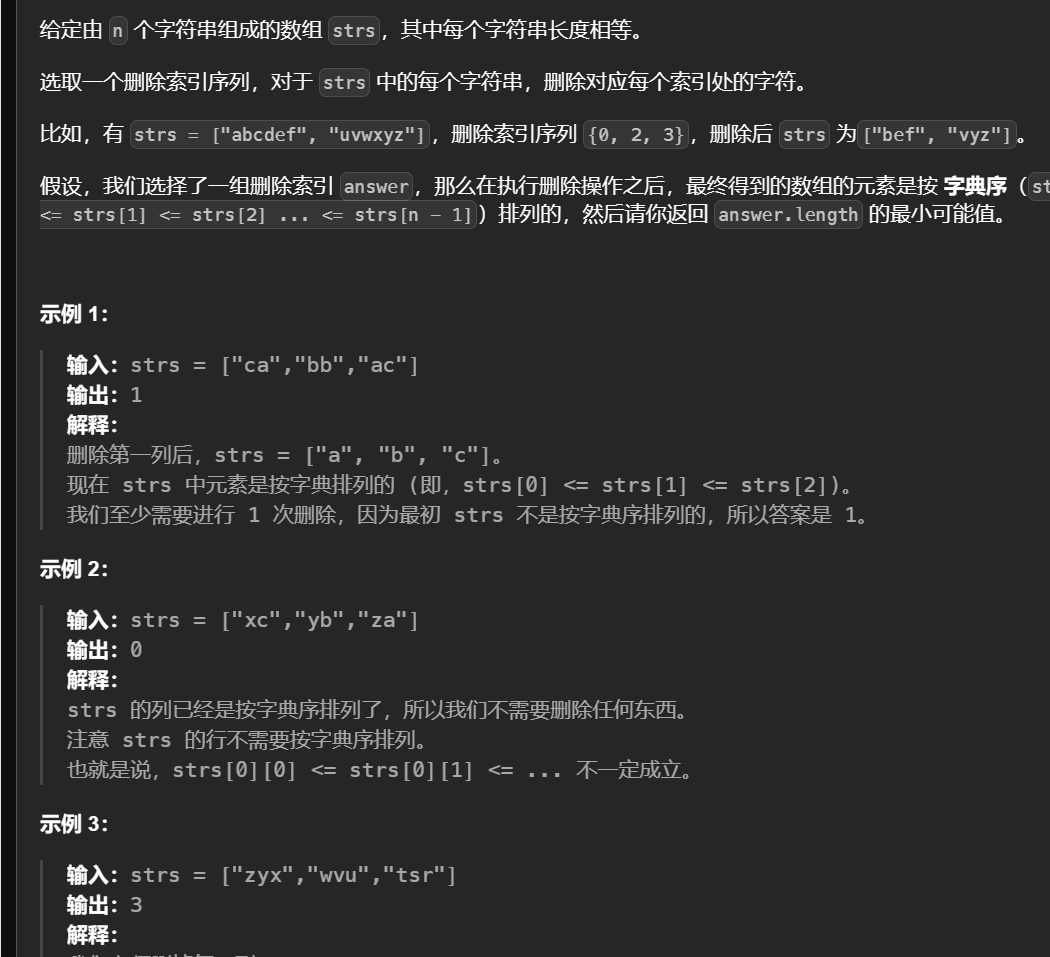 给定由 n 个字符串组成的数组 strs，其中每个字符串长度相等。
选取一个删除索引序列，对于 strs 中的每个字符串，删除对应每个索引处的字符。
比如，有 strs = ["abcdef", "uvwxyz"]，删除索引序列 {0, 2, 3}，删除后 strs 为["bef", "vyz"]。
假设，我们选择了一组删除索引 answer，那么在执行删除操作之后，最终得到的数组的元素是按 字典序（st
<= strs[1] <= strs[2] ... <= strs[n - 1]）排列的，然后请你返回 answer.length 的最小可能值。
示例 1：
输入：strs = ["ca","bb","ac"]
输出：1
解释：
删除第一列后，strs = ["a", "b", "c"]。
现在 strs 中元素是按字典排列的 (即，strs[0] <= strs[1] <= strs[2])。
我们至少需要进行 1 次删除，因为最初 strs 不是按字典序排列的，所以答案是 1。
示例 2：
输入：strs = ["xc","yb","za"]
输出：0
解释：
strs 的列已经是按字典序排列了，所以我们不需要删除任何东西。
注意 strs 的行不需要按字典序排列。
也就是说，strs[0][0] <= strs[0][1] <= ... 不一定成立。
示例 3：
输入：strs = ["zyx","wvu","tsr"]
输出：3
解释：